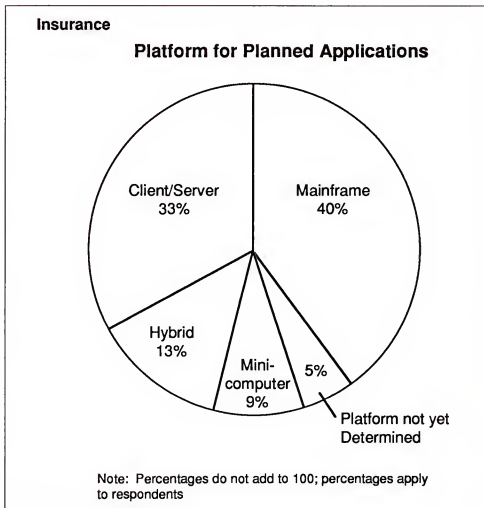 Insurance
Platform for Planned Applications
Client/Server
33%
Mainframe
40%
Hybrid
13%
Mini-
computer
9%
5%
Platform not yet
Determined
Note: Percentages do not add to 100; percentages apply
to respondents